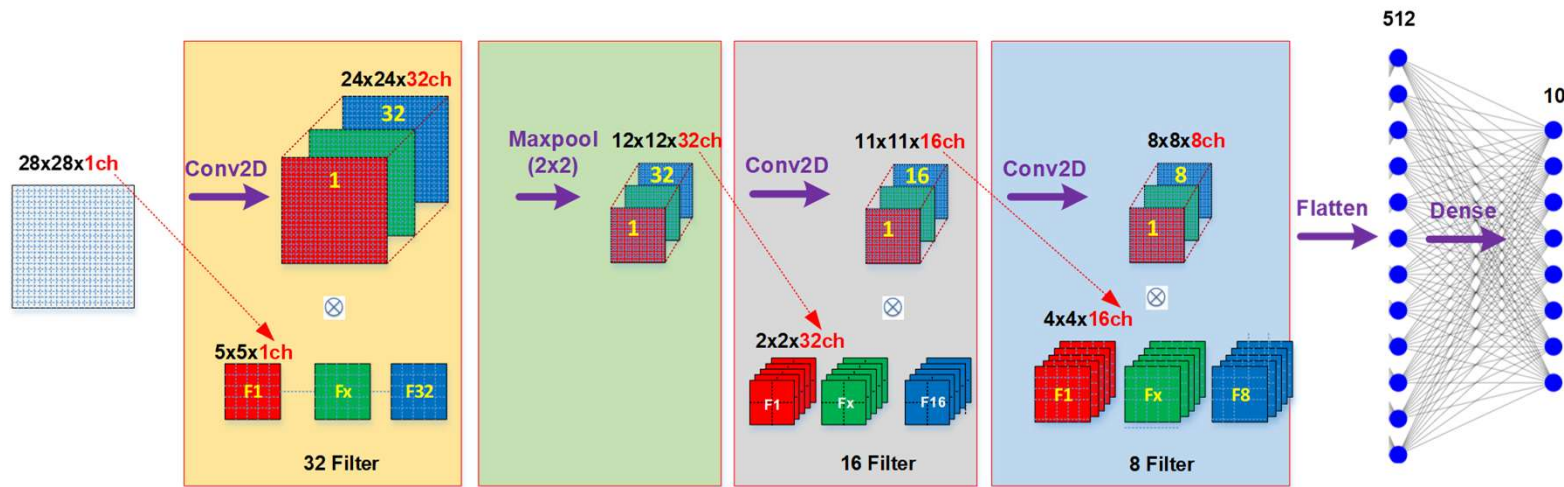 28x28x1ch
Conv2D
24x24x32ch
32
1
5x5x1ch
F1
Fx
F32
32 Filter
Maxpool
(2x2)
12x12x32ch
32
1
Conv2D
11x11x16ch
16
1
2x2x32ch
F1
Fx
F16
16 Filter
Conv2D
8x8x8ch
8
1
4x4x16ch
F1
Fx
F8
8 Filter
Flatten
512
Dense
10